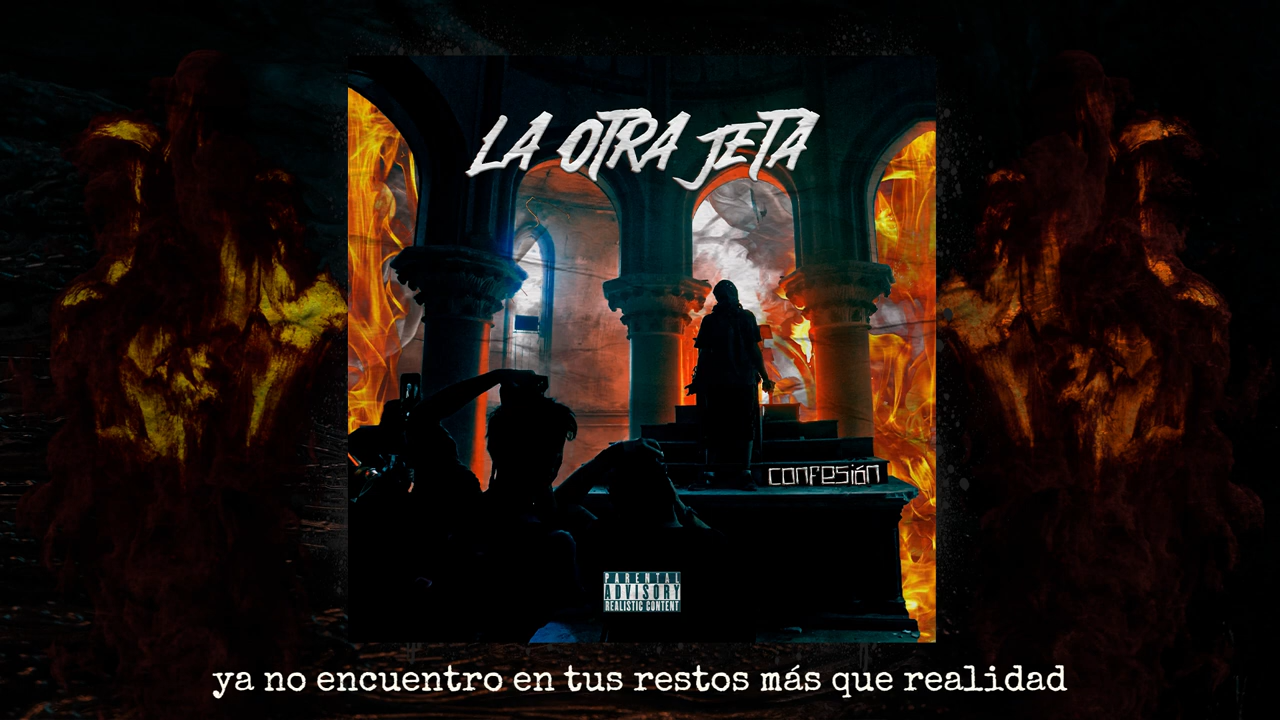 LA OTRA JETA
confesión
PARENTAL
ADVISORY
REALISTIC CONTENT
ya no encuentro en tus restos más que realidad